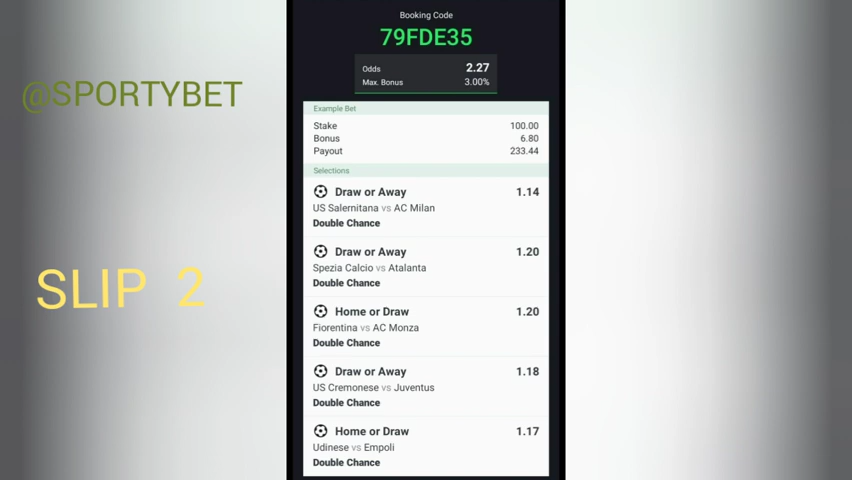 Booking Code
79FDE35
Odds 2.27
Max. Bonus 3.00%
@SPORTYBET
Example Bet
Stake 100.00
Bonus 6.80
Payout 233.44
Selections
Draw or Away 1.14
US Salernitana vs AC Milan
Double Chance
Draw or Away 1.20
Spezia Calcio vs Atalanta
Double Chance
SLIP 2
Home or Draw 1.20
Fiorentina vs AC Monza
Double Chance
Draw or Away 1.18
US Cremonese vs Juventus
Double Chance
Home or Draw 1.17
Udinese vs Empoli
Double Chance